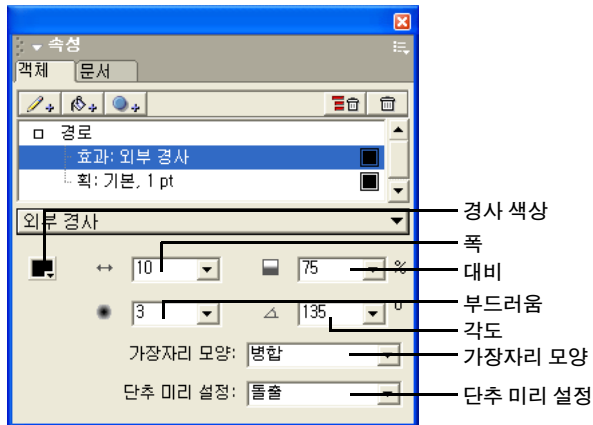 속성
객체 문서
경로
효과: 외부 경사
획: 기본, 1 pt
외부 경사
10 75 %
3 135 º
가장자리 모양: 병합
단추 미리 설정: 돌출
경사 색상
폭
대비
부드러움
각도
가장자리 모양
단추 미리 설정